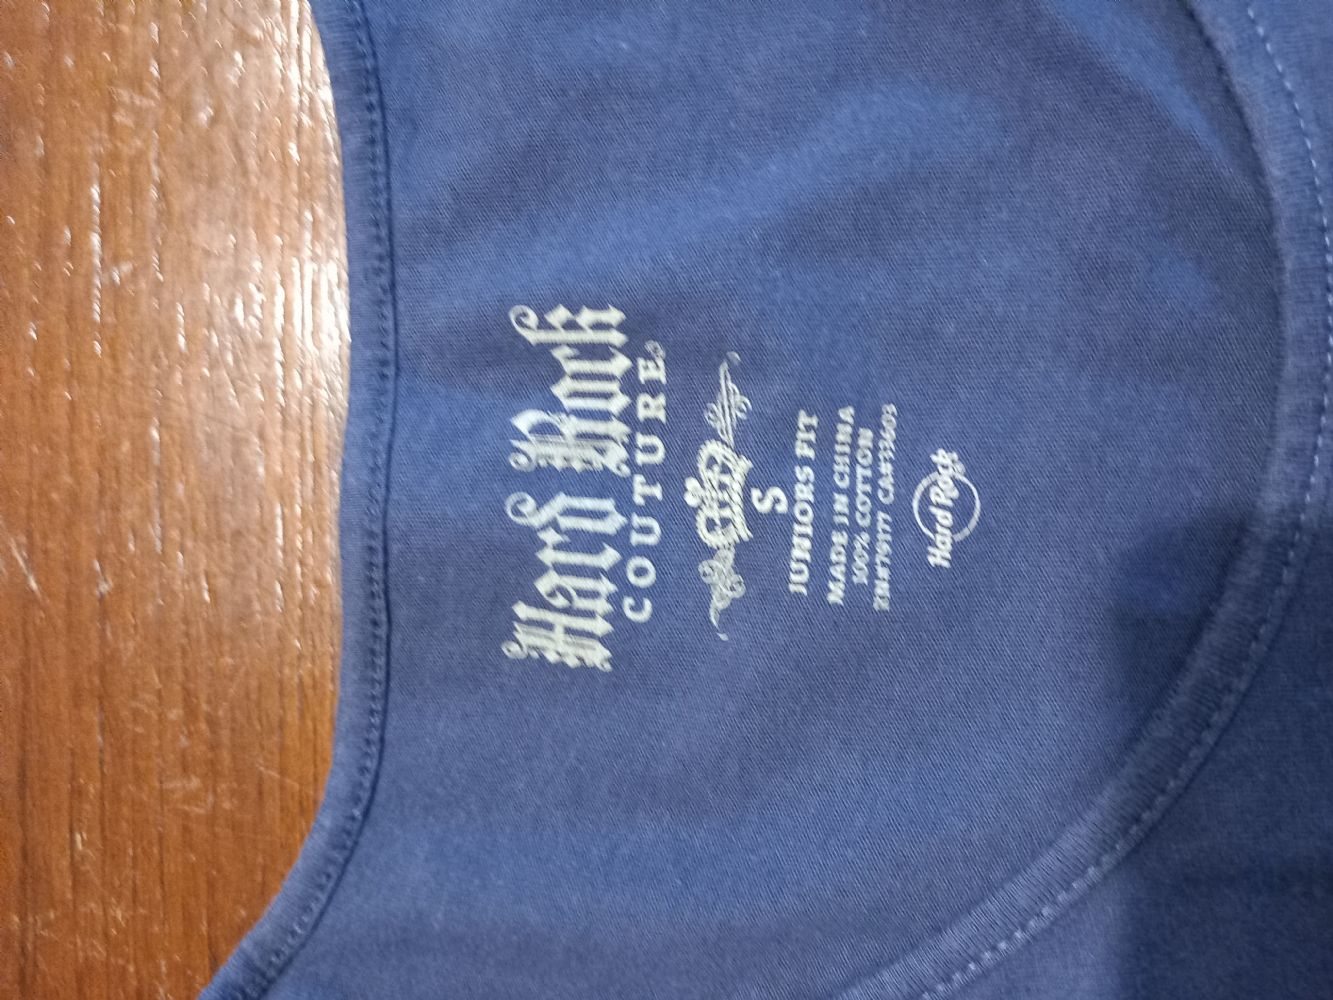 Hard Rock
COUTURE
S
JUNIORS FIT
MADE IN CHINA
100% COTTON
Hard Rock